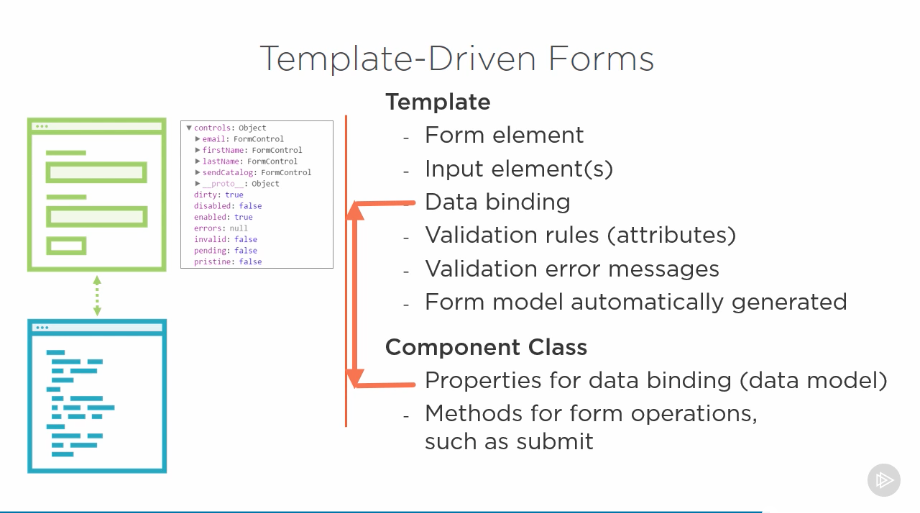 Template-Driven Forms
▼ controls: Object
▶ email: FormControl
▶ firstName: FormControl
▶ lastName: FormControl
▶ sendCatalog: FormControl
▶ __proto__: Object
dirty: true
disabled: false
enabled: true
errors: null
invalid: false
pending: false
pristine: false
Template
- Form element
- Input element(s)
- Data binding
- Validation rules (attributes)
- Validation error messages
- Form model automatically generated
Component Class
Properties for data binding (data model)
- Methods for form operations,
such as submit